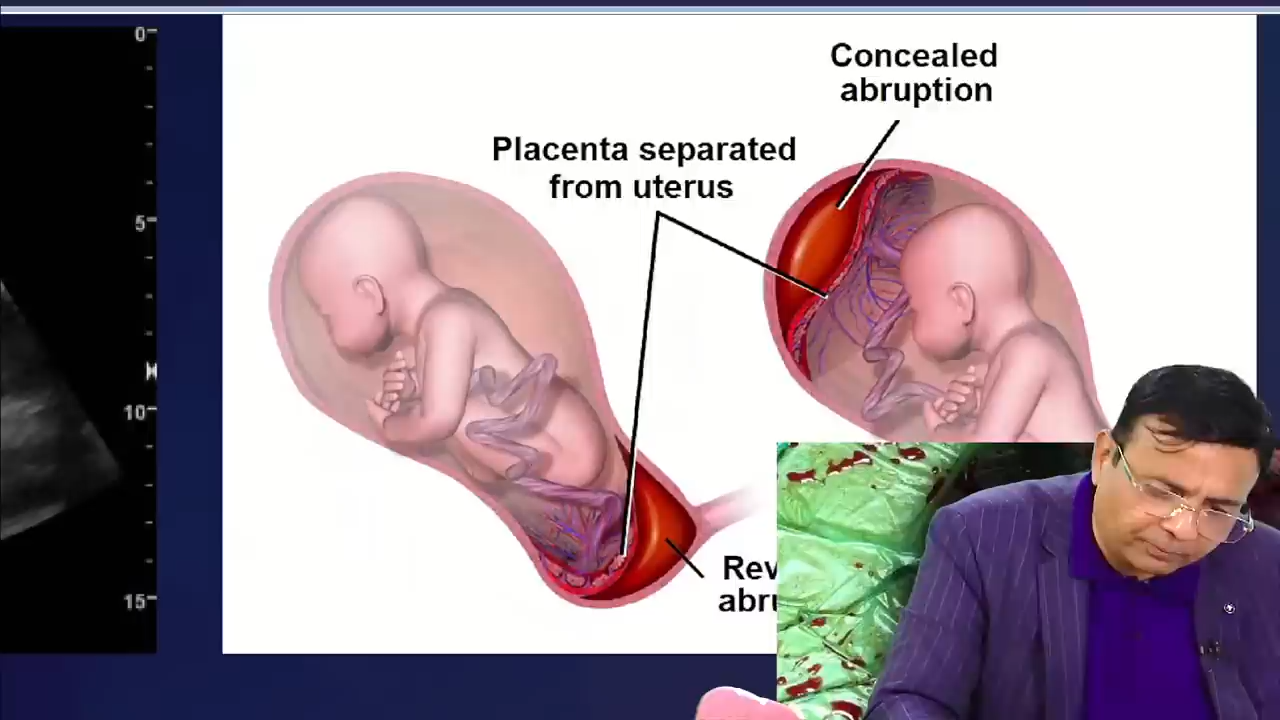 0
5
10
15
Concealed
abruption
Placenta separated
from uterus